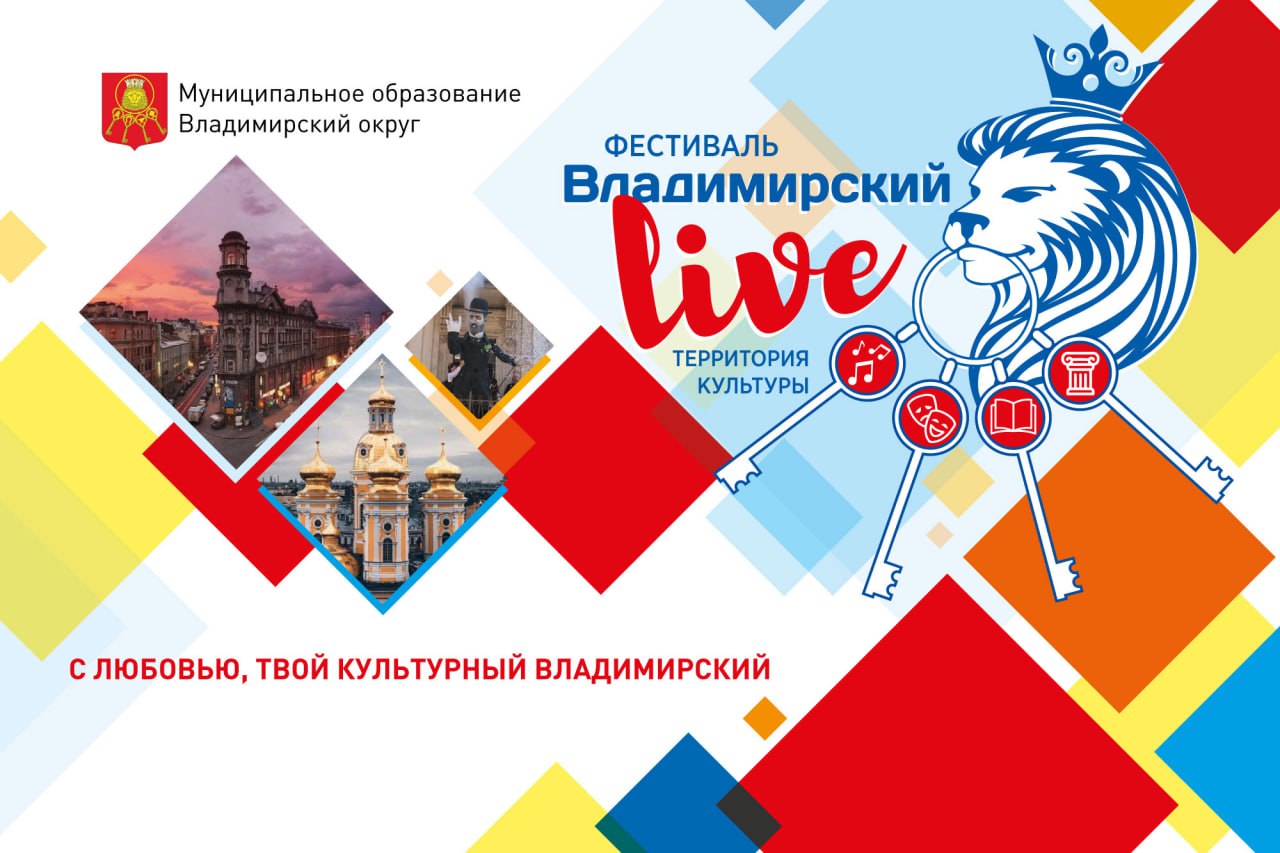 Муниципальное образование
Владимирский округ
ФЕСТИВАЛЬ
Владимирский
live
ТЕРРИТОРИЯ
КУЛЬТУРЫ
С ЛЮБОВЬЮ, ТВОЙ КУЛЬТУРНЫЙ ВЛАДИМИРСКИЙ